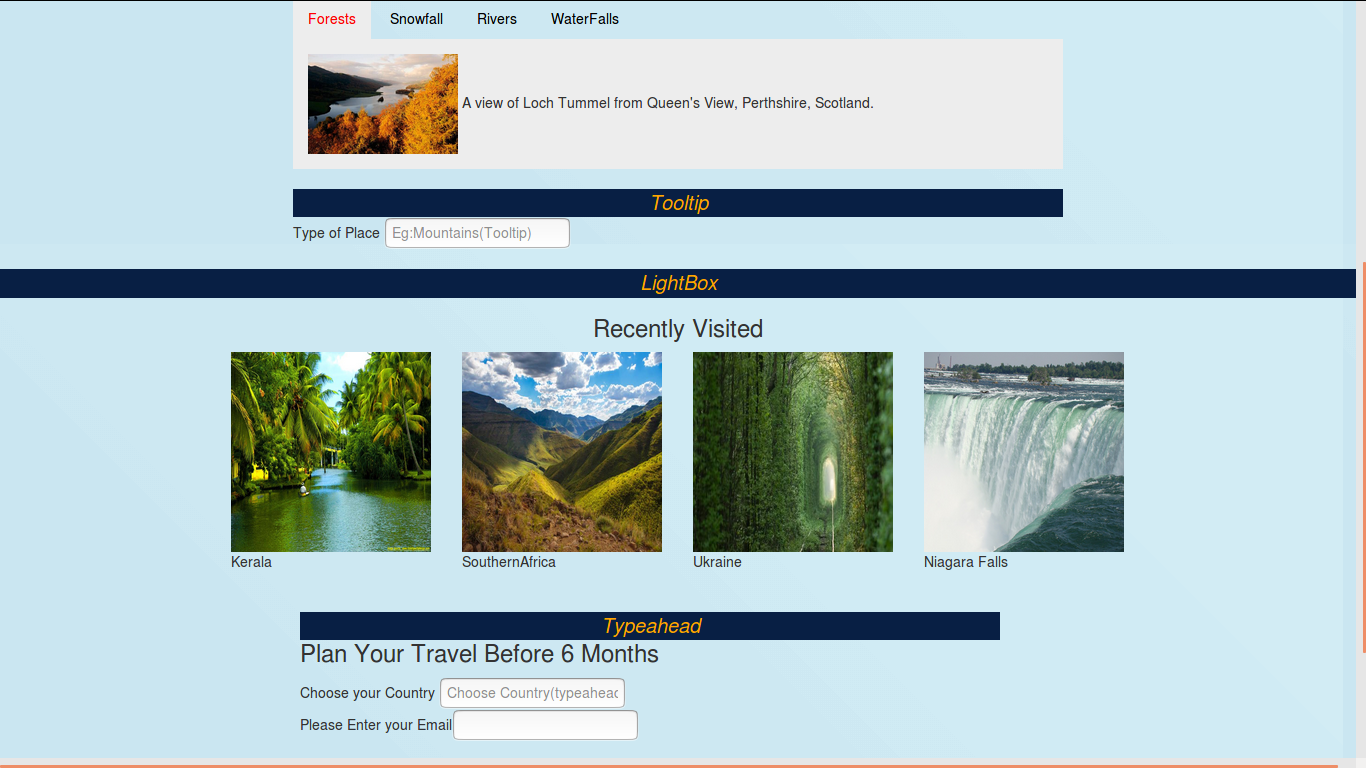 Forests Snowfall Rivers WaterFalls
A view of Loch Tummel from Queen's View, Perthshire, Scotland.
Tooltip
Type of Place Eg:Mountains(Tooltip)
LightBox
Recently Visited
Kerala SouthernAfrica Ukraine Niagara Falls
Typeahead
Plan Your Travel Before 6 Months
Choose your Country Choose Country(typeahead
Please Enter your Email